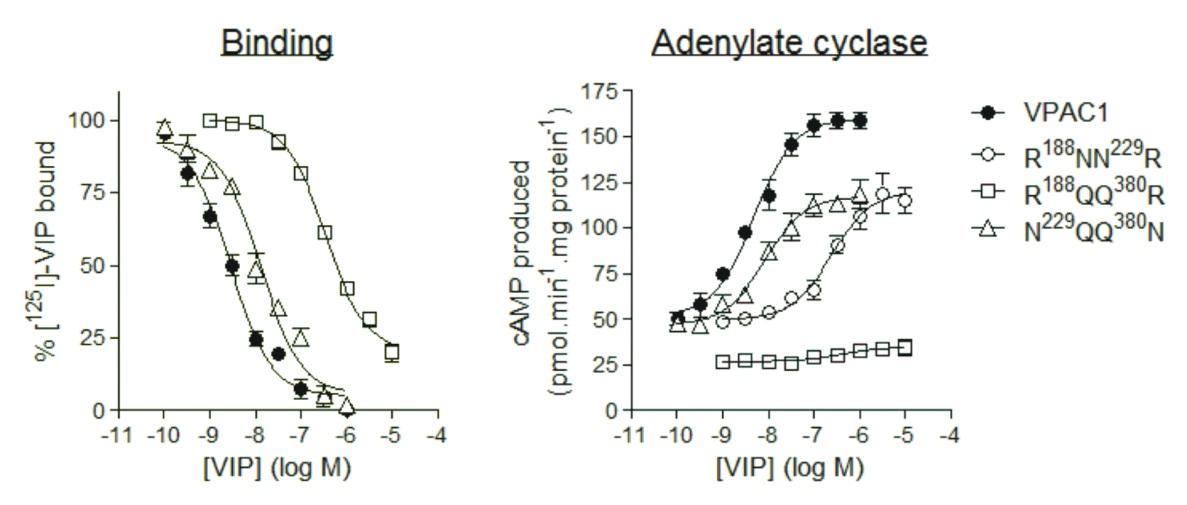 Binding
Adenylate cyclase
% [125I]-VIP bound
100
75
50
25
0
-11 -10 -9 -8 -7 -6 -5 -4
[VIP] (log M)
cAMP produced
(pmol.min-1.mg protein-1)
175
150
125
100
75
50
25
0
-11 -10 -9 -8 -7 -6 -5 -4
[VIP] (log M)
VPAC1
R188NN229R
R188QQ380R
N229QQ380N